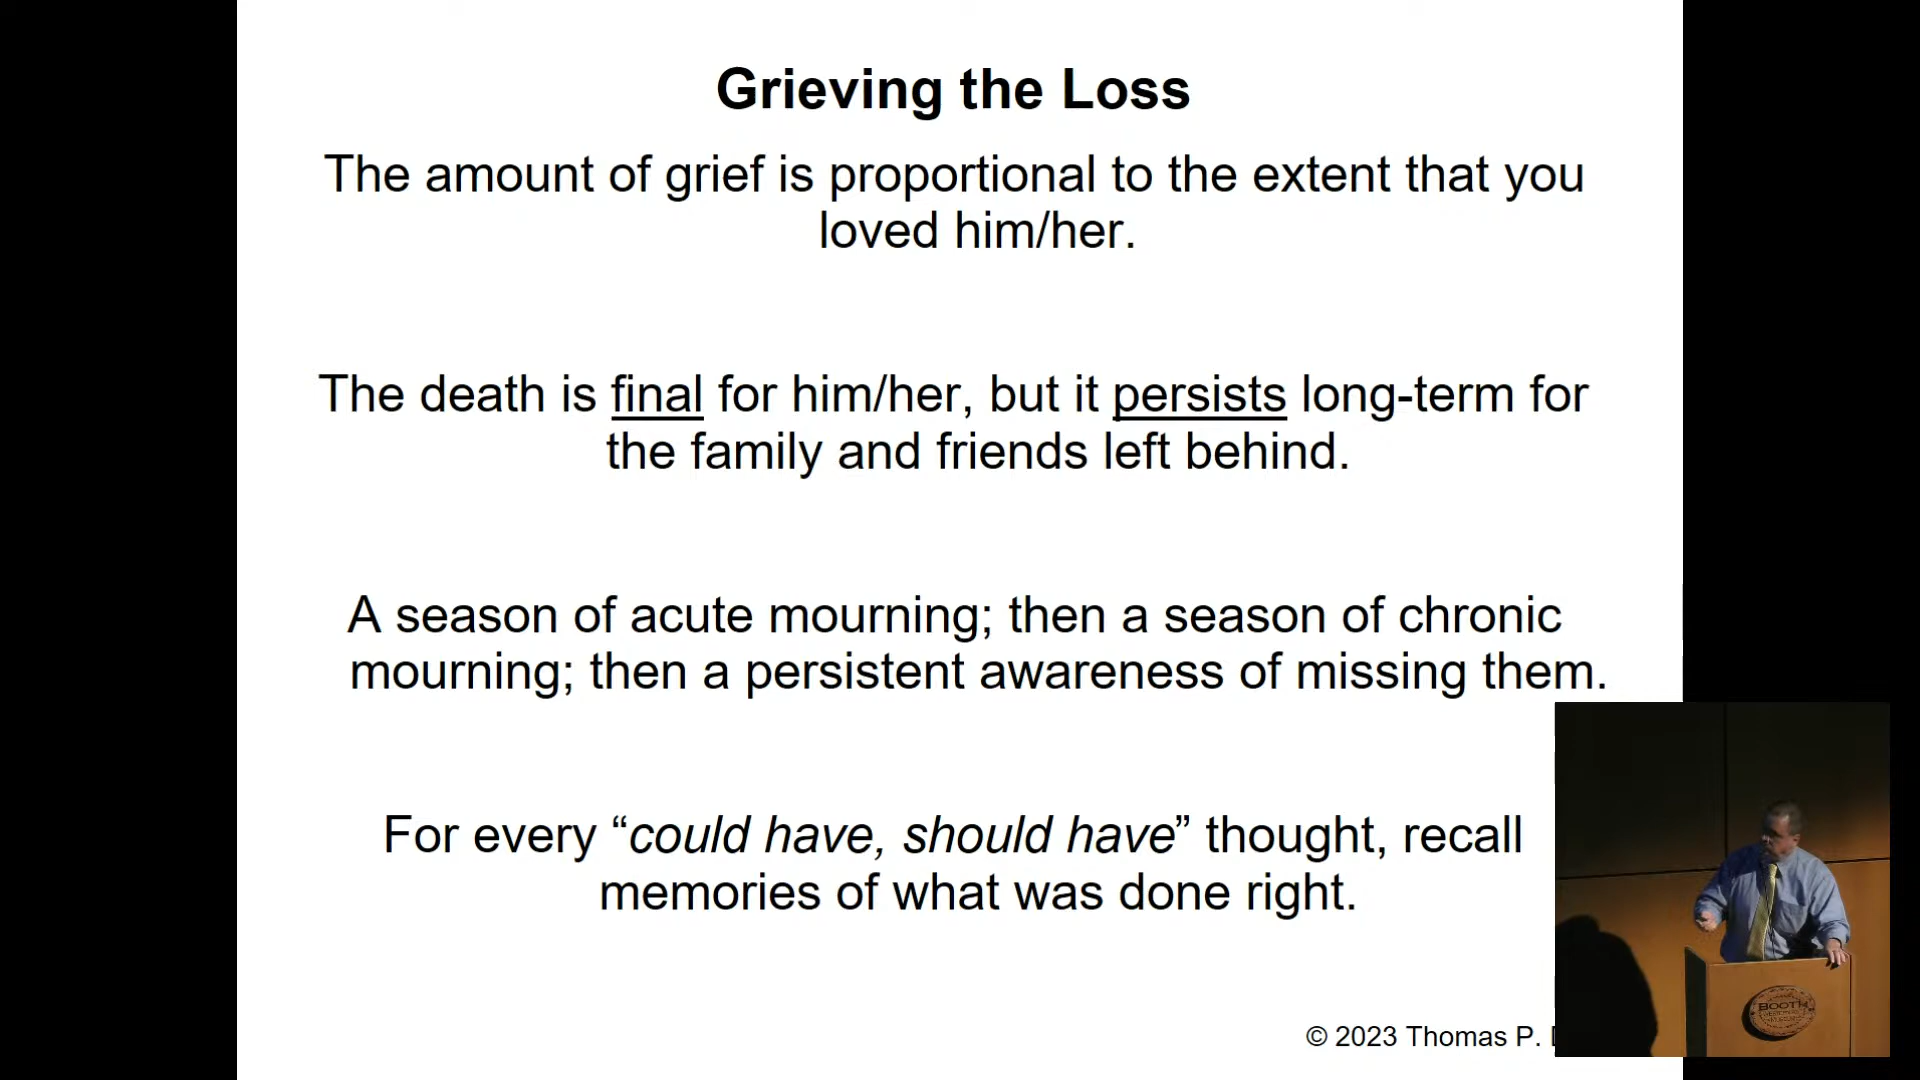 Grieving the Loss
The amount of grief is proportional to the extent that you
loved him/her.
The death is final for him/her, but it persists long-term for
the family and friends left behind.
A season of acute mourning; then a season of chronic
mourning; then a persistent awareness of missing them.
For every “could have, should have” thought, recall
memories of what was done right.
© 2023 Thomas P.
BOOTH